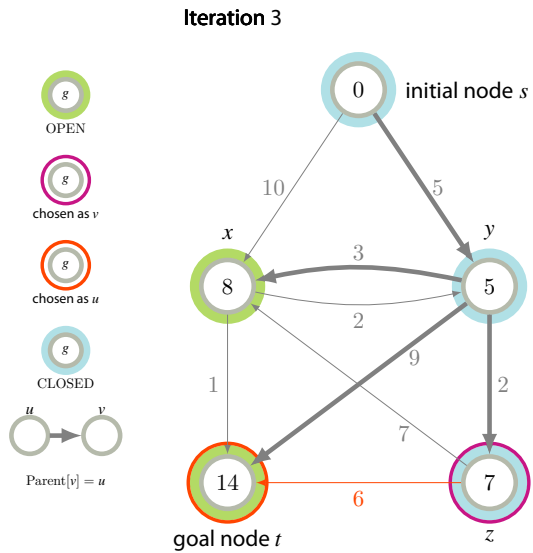 Iteration 3
g
OPEN
g
chosen as v
g
chosen as u
g
CLOSED
u v
Parent[v] = u
0 initial node s
10 5
x y
3
8 5
2
9
1 2
7
14 6 7
goal node t z